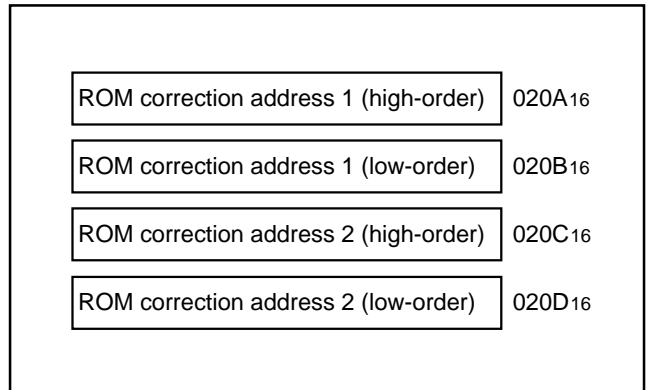 ROM correction address 1 (high-order) 020A16
ROM correction address 1 (low-order) 020B16
ROM correction address 2 (high-order) 020C16
ROM correction address 2 (low-order) 020D16